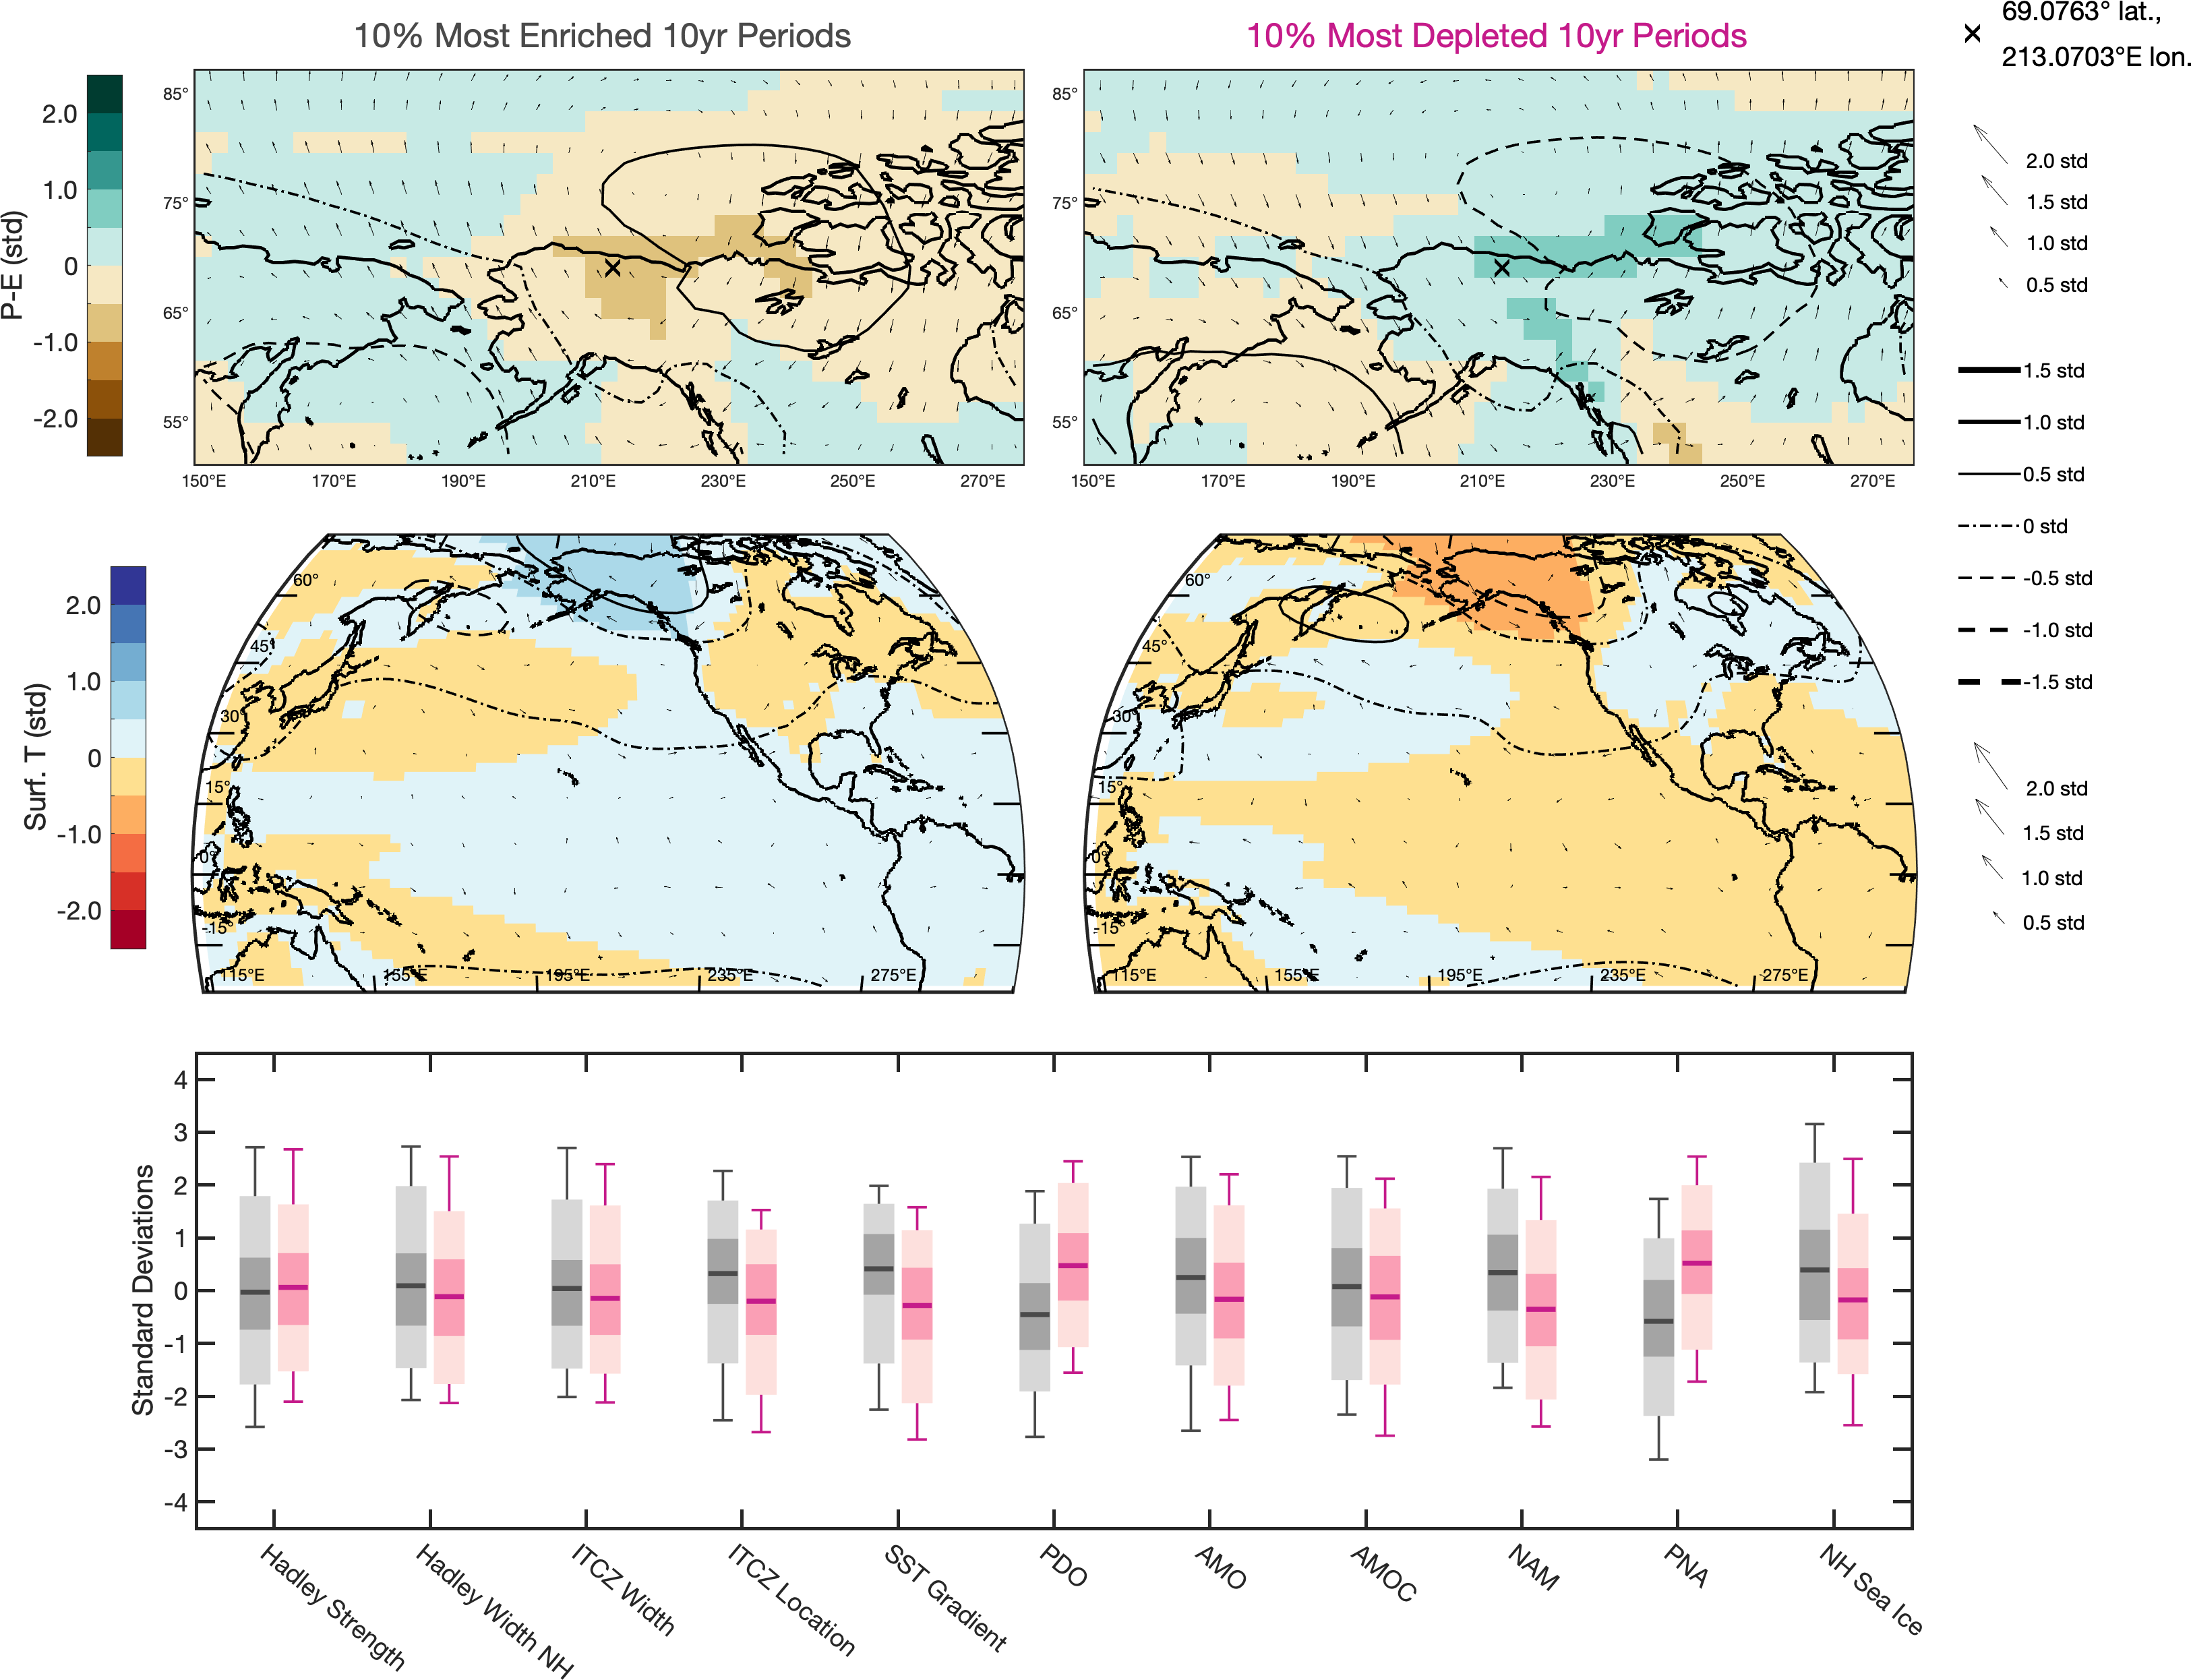 10% Most Enriched 10yr Periods
10% Most Depleted 10yr Periods
69.0763° lat.,
213.0703°E lon.
P-E (std)
2.0
1.0
0
-1.0
-2.0
85°
75°
65°
55°
150°E 170°E 190°E 210°E 230°E 250°E 270°E
85°
75°
65°
55°
150°E 170°E 190°E 210°E 230°E 250°E 270°E
2.0 std
1.5 std
1.0 std
0.5 std
1.5 std
1.0 std
0.5 std
0 std
-0.5 std
-1.0 std
-1.5 std
2.0 std
1.5 std
1.0 std
0.5 std
Surf. T (std)
2.0
1.0
0
-1.0
-2.0
60°
45°
30°
15°
0°
-15°
115°E 155°E 195°E 235°E 275°E
60°
45°
30°
15°
0°
-15°
115°E 155°E 195°E 235°E 275°E
Standard Deviations
4
3
2
1
0
-1
-2
-3
-4
Hadley Strength
Hadley Width NH
ITCZ Width
ITCZ Location
SST Gradient
PDO
AMO
AMOC
NAM
PNA
NH Sea Ice